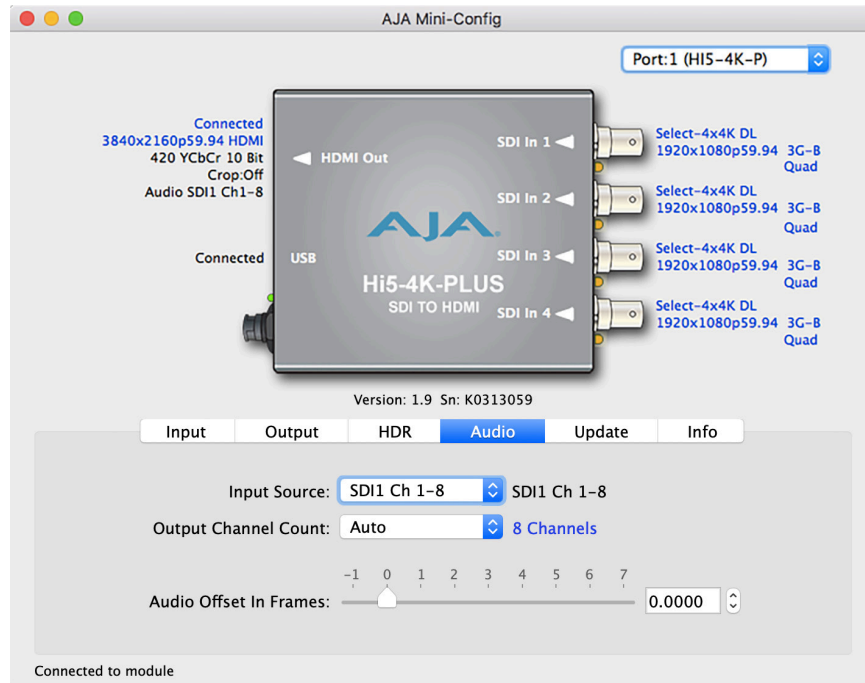 AJA Mini-Config
Port:1 (HI5-4K-P)
Connected
3840x2160p59.94 HDMI
420 YCbCr 10 Bit
Crop:Off
Audio SDI1 Ch1-8
Connected
HDMI Out
USB
AJA
Hi5-4K-PLUS
SDI TO HDMI
SDI In 1
SDI In 2
SDI In 3
SDI In 4
Select-4x4K DL
1920x1080p59.94 3G-B
Quad
Select-4x4K DL
1920x1080p59.94 3G-B
Quad
Select-4x4K DL
1920x1080p59.94 3G-B
Quad
Select-4x4K DL
1920x1080p59.94 3G-B
Quad
Version: 1.9 Sn: K0313059
Input Output HDR Audio Update Info
Input Source: SDI1 Ch 1-8 SDI1 Ch 1-8
Output Channel Count: Auto 8 Channels
-1 0 1 2 3 4 5 6 7
Audio Offset In Frames: 0.0000
Connected to module